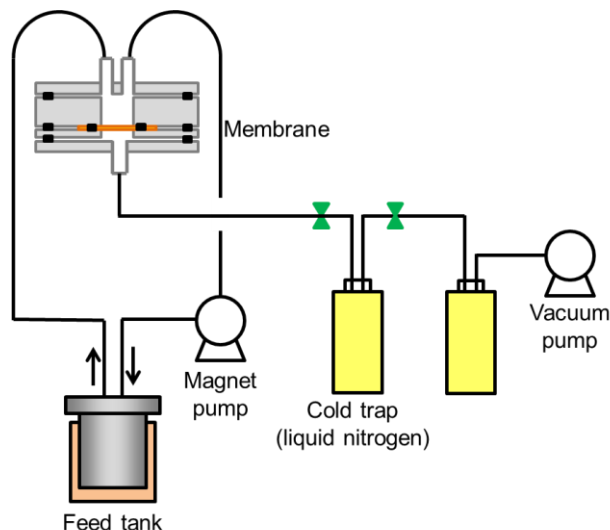 Membrane
Magnet
pump
Cold trap
(liquid nitrogen)
Vacuum
pump
Feed tank